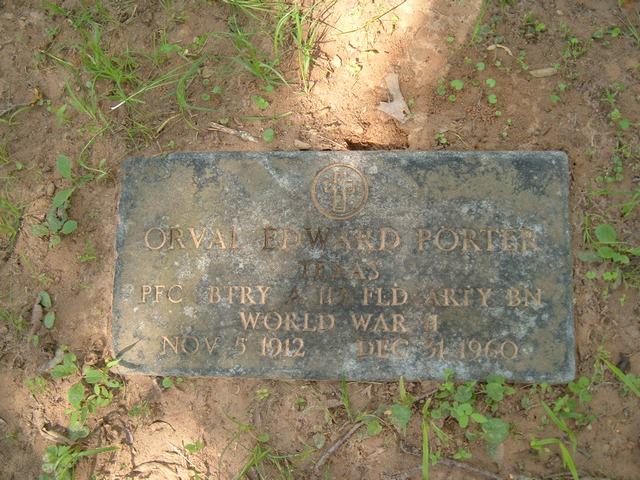 ORVAL EDWARD PORTER
TEXAS
PFC BTRY A FLD ARTY BN
WORLD WAR II
NOV 5 1912 DEC 31 1960